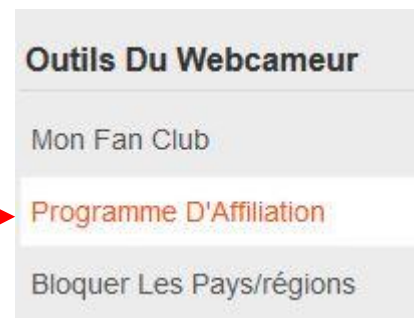 Outils Du Webcameur
Mon Fan Club
Programme D'Affiliation
Bloquer Les Pays/régions